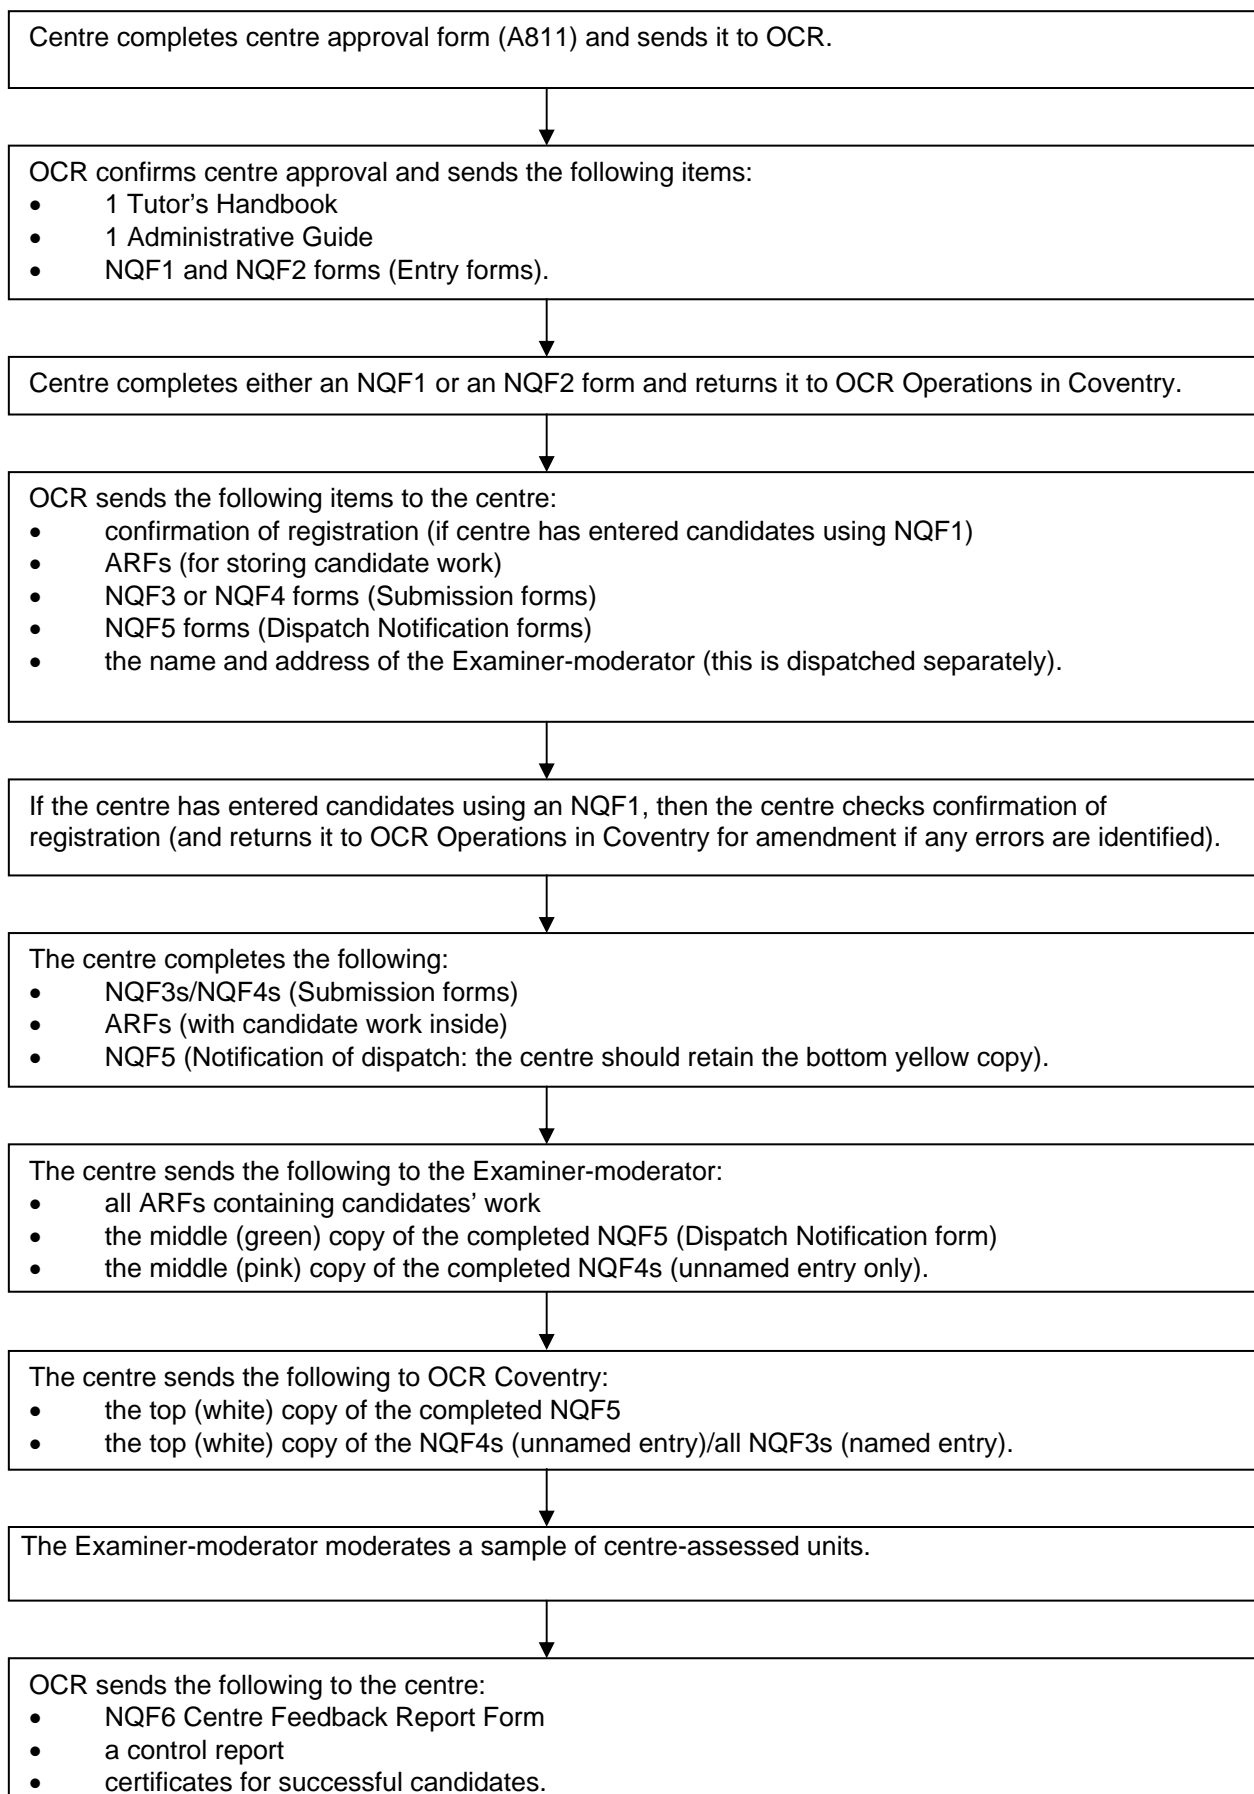 Centre completes centre approval form (A811) and sends it to OCR.
OCR confirms centre approval and sends the following items:
• 1 Tutor’s Handbook
• 1 Administrative Guide
• NQF1 and NQF2 forms (Entry forms).
Centre completes either an NQF1 or an NQF2 form and returns it to OCR Operations in Coventry.
OCR sends the following items to the centre:
• confirmation of registration (if centre has entered candidates using NQF1)
• ARFs (for storing candidate work)
• NQF3 or NQF4 forms (Submission forms)
• NQF5 forms (Dispatch Notification forms)
• the name and address of the Examiner-moderator (this is dispatched separately).
If the centre has entered candidates using an NQF1, then the centre checks confirmation of
registration (and returns it to OCR Operations in Coventry for amendment if any errors are identified).
The centre completes the following:
• NQF3s/NQF4s (Submission forms)
• ARFs (with candidate work inside)
• NQF5 (Notification of dispatch: the centre should retain the bottom yellow copy).
The centre sends the following to the Examiner-moderator:
• all ARFs containing candidates’ work
• the middle (green) copy of the completed NQF5 (Dispatch Notification form)
• the middle (pink) copy of the completed NQF4s (unnamed entry only).
The centre sends the following to OCR Coventry:
• the top (white) copy of the completed NQF5
• the top (white) copy of the NQF4s (unnamed entry)/all NQF3s (named entry).
The Examiner-moderator moderates a sample of centre-assessed units.
OCR sends the following to the centre:
• NQF6 Centre Feedback Report Form
• a control report
• certificates for successful candidates.